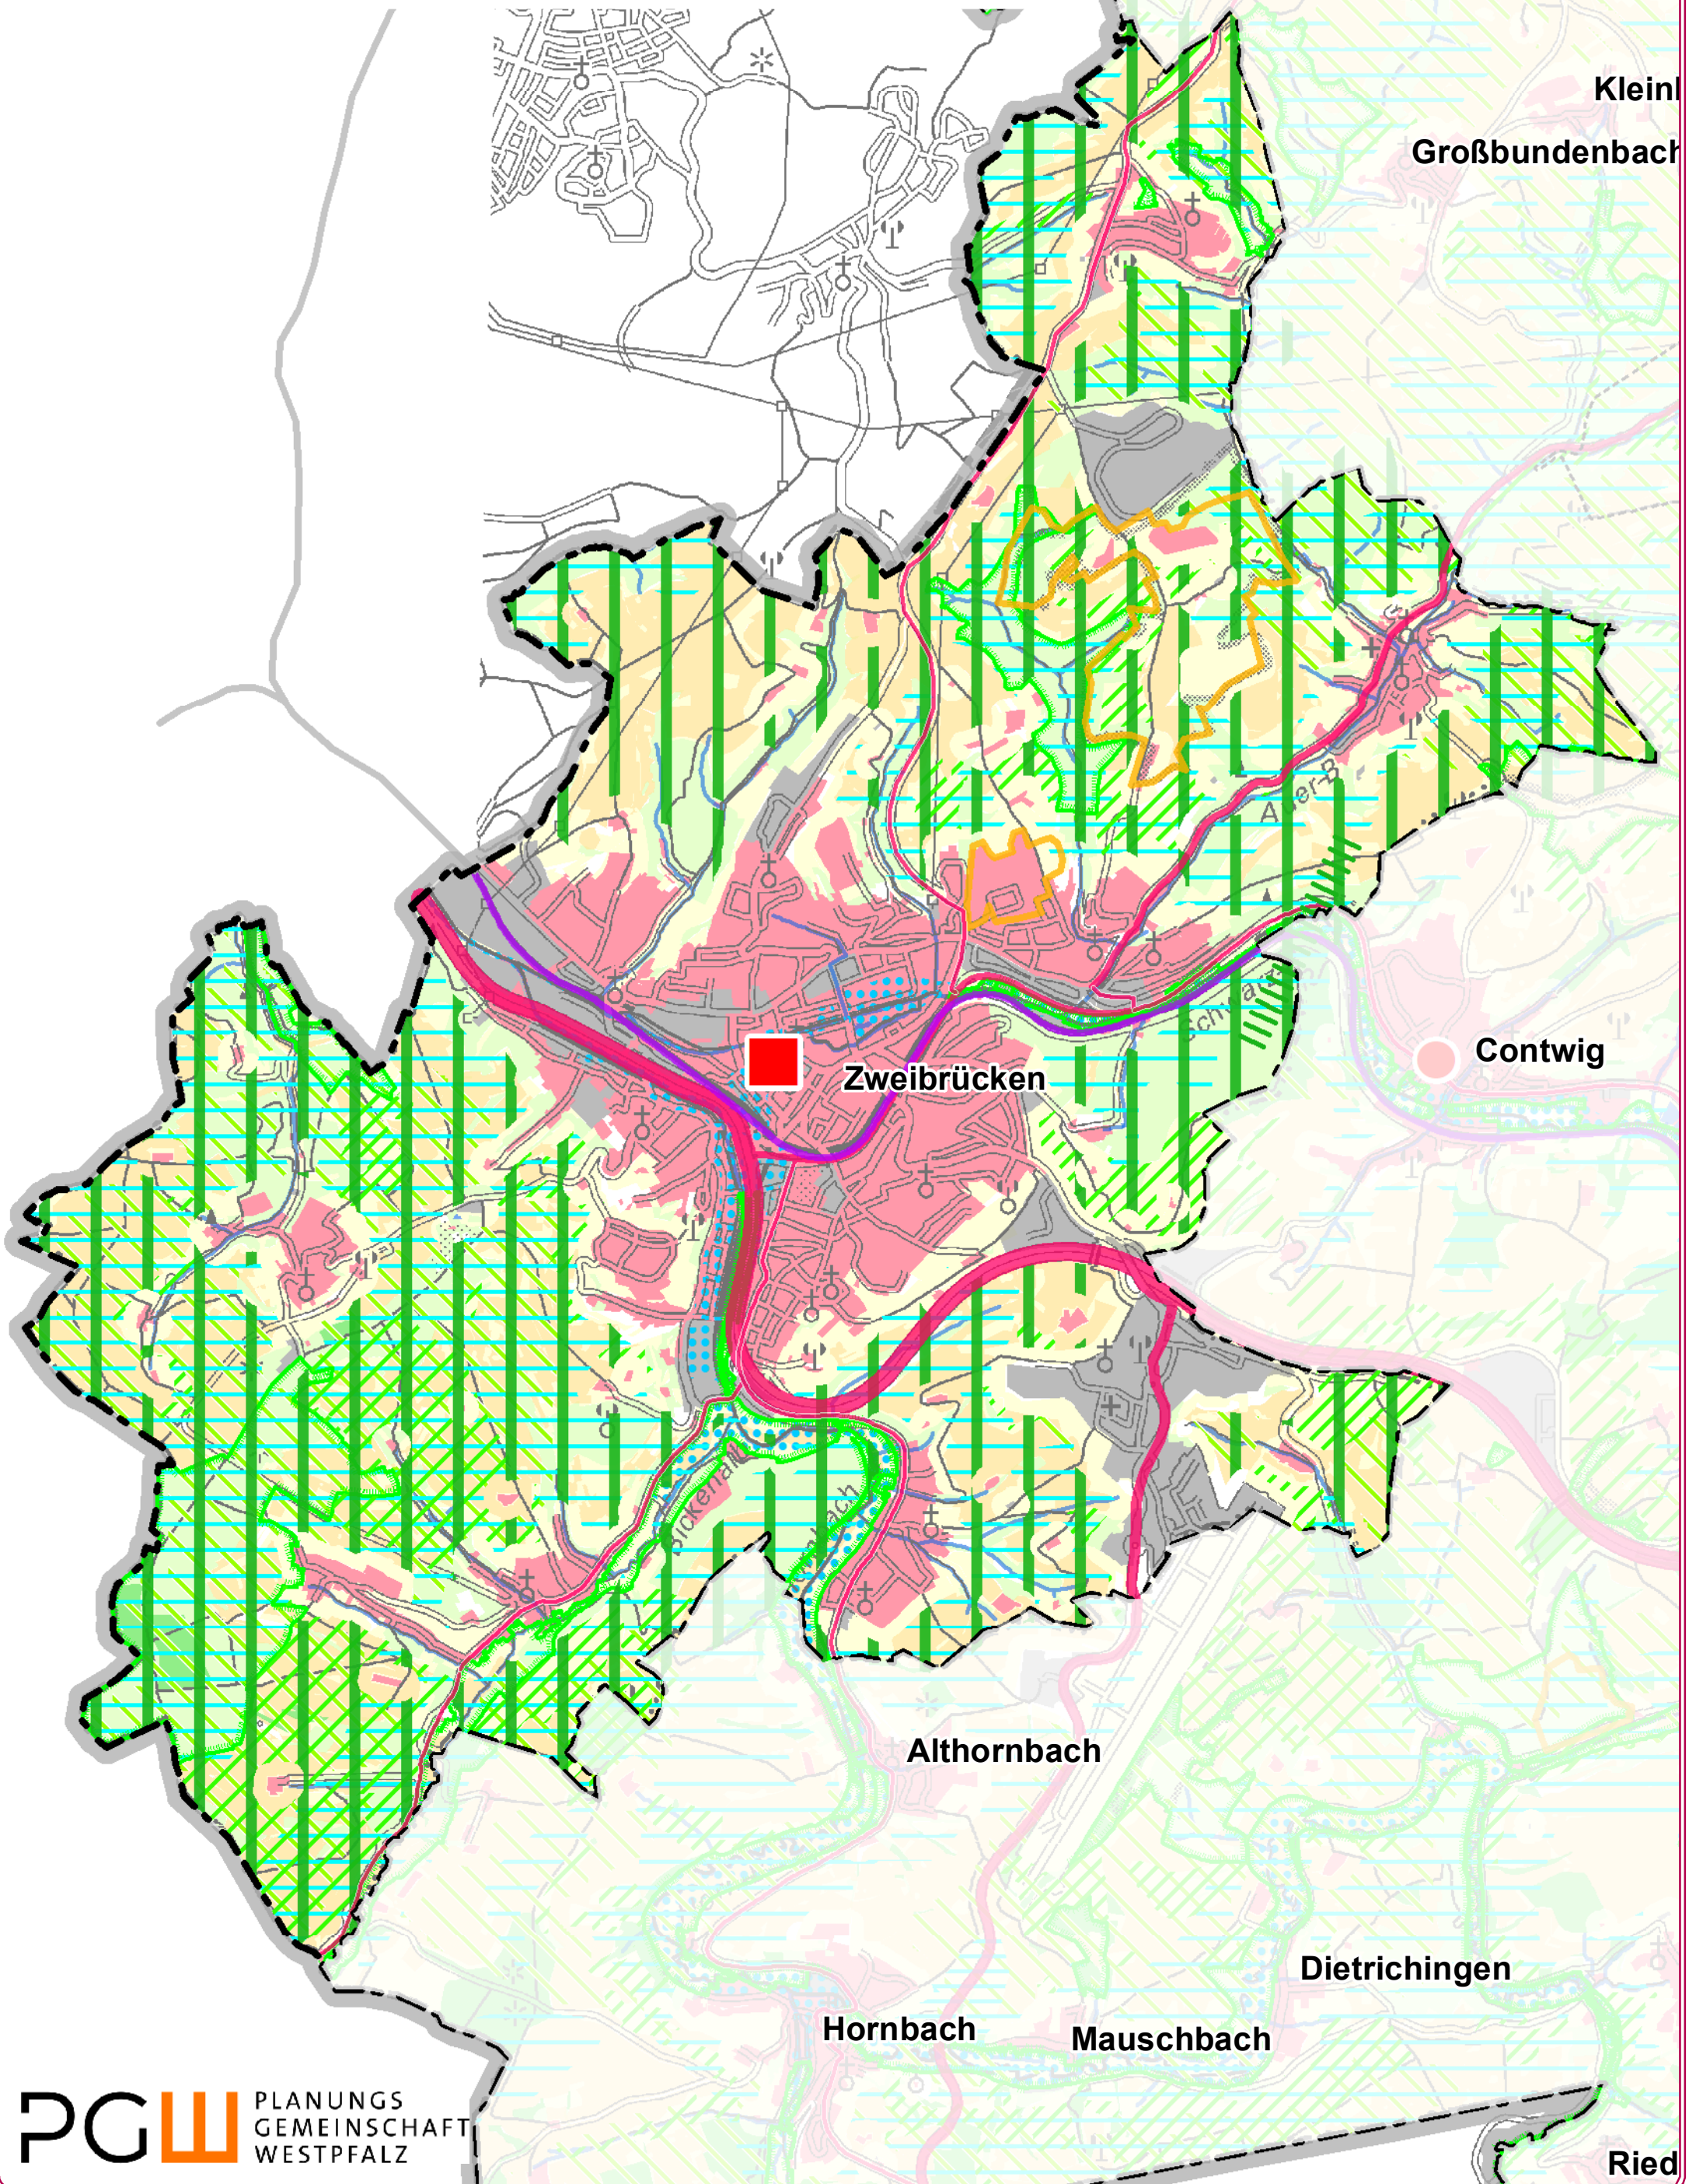 Kleinl
Großbundenbach
Contwig
Zweibrücken
Althornbach
Dietrichingen
Hornbach
Mauschbach
Ried
PGW
PLANUNGS
GEMEINSCHAFT
WESTPFALZ